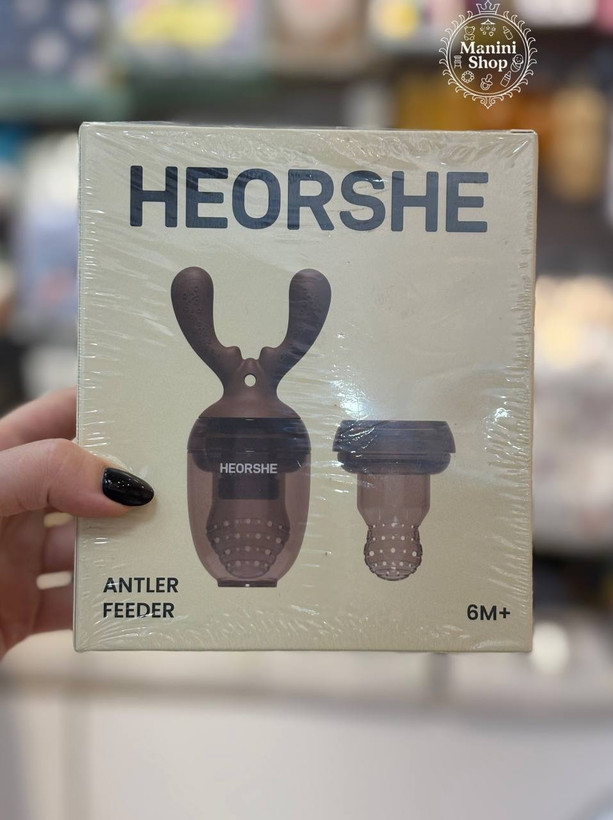 Manini
Shop
HEORSHE
HEORSHE
ANTLER
FEEDER
6M+